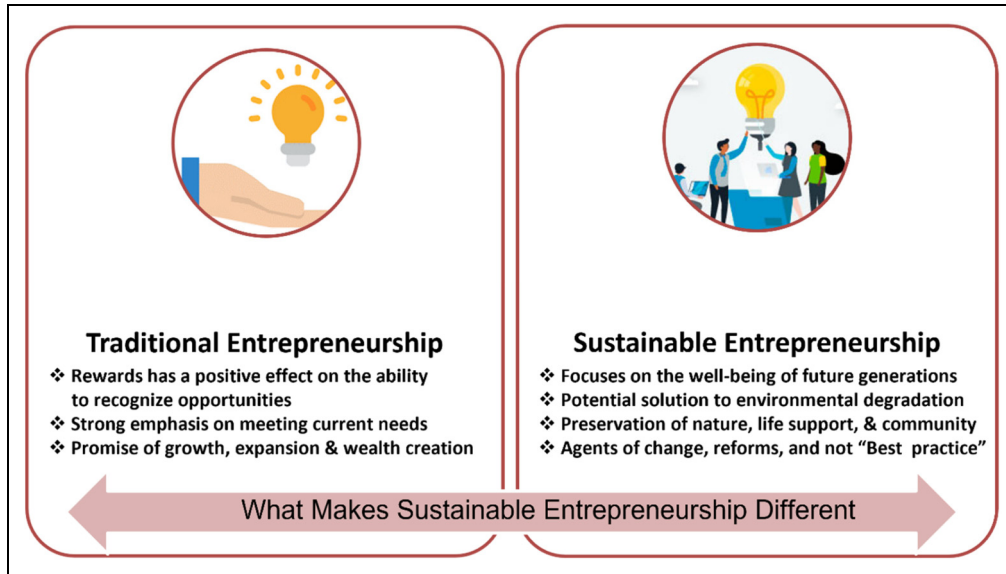 Traditional Entrepreneurship
❖ Rewards has a positive effect on the ability
to recognize opportunities
❖ Strong emphasis on meeting current needs
❖ Promise of growth, expansion & wealth creation
Sustainable Entrepreneurship
❖ Focuses on the well-being of future generations
❖ Potential solution to environmental degradation
❖ Preservation of nature, life support, & community
❖ Agents of change, reforms, and not “Best practice”
What Makes Sustainable Entrepreneurship Different